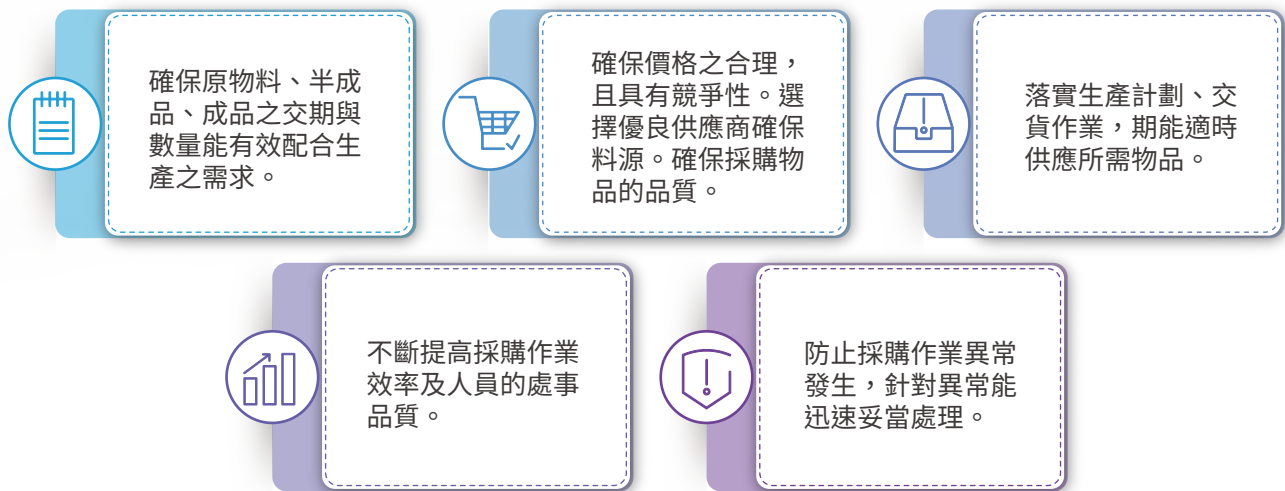 確保原物料、半成
品、成品之交期與
數量能有效配合生
產之需求。
確保價格之合理，
且具有競爭性。選
擇優良供應商確保
料源。確保採購物
品的品質。
落實生產計劃、交
貨作業，期能適時
供應所需物品。
不斷提高採購作業
效率及人員的處事
品質。
防止採購作業異常
發生，針對異常能
迅速妥當處理。